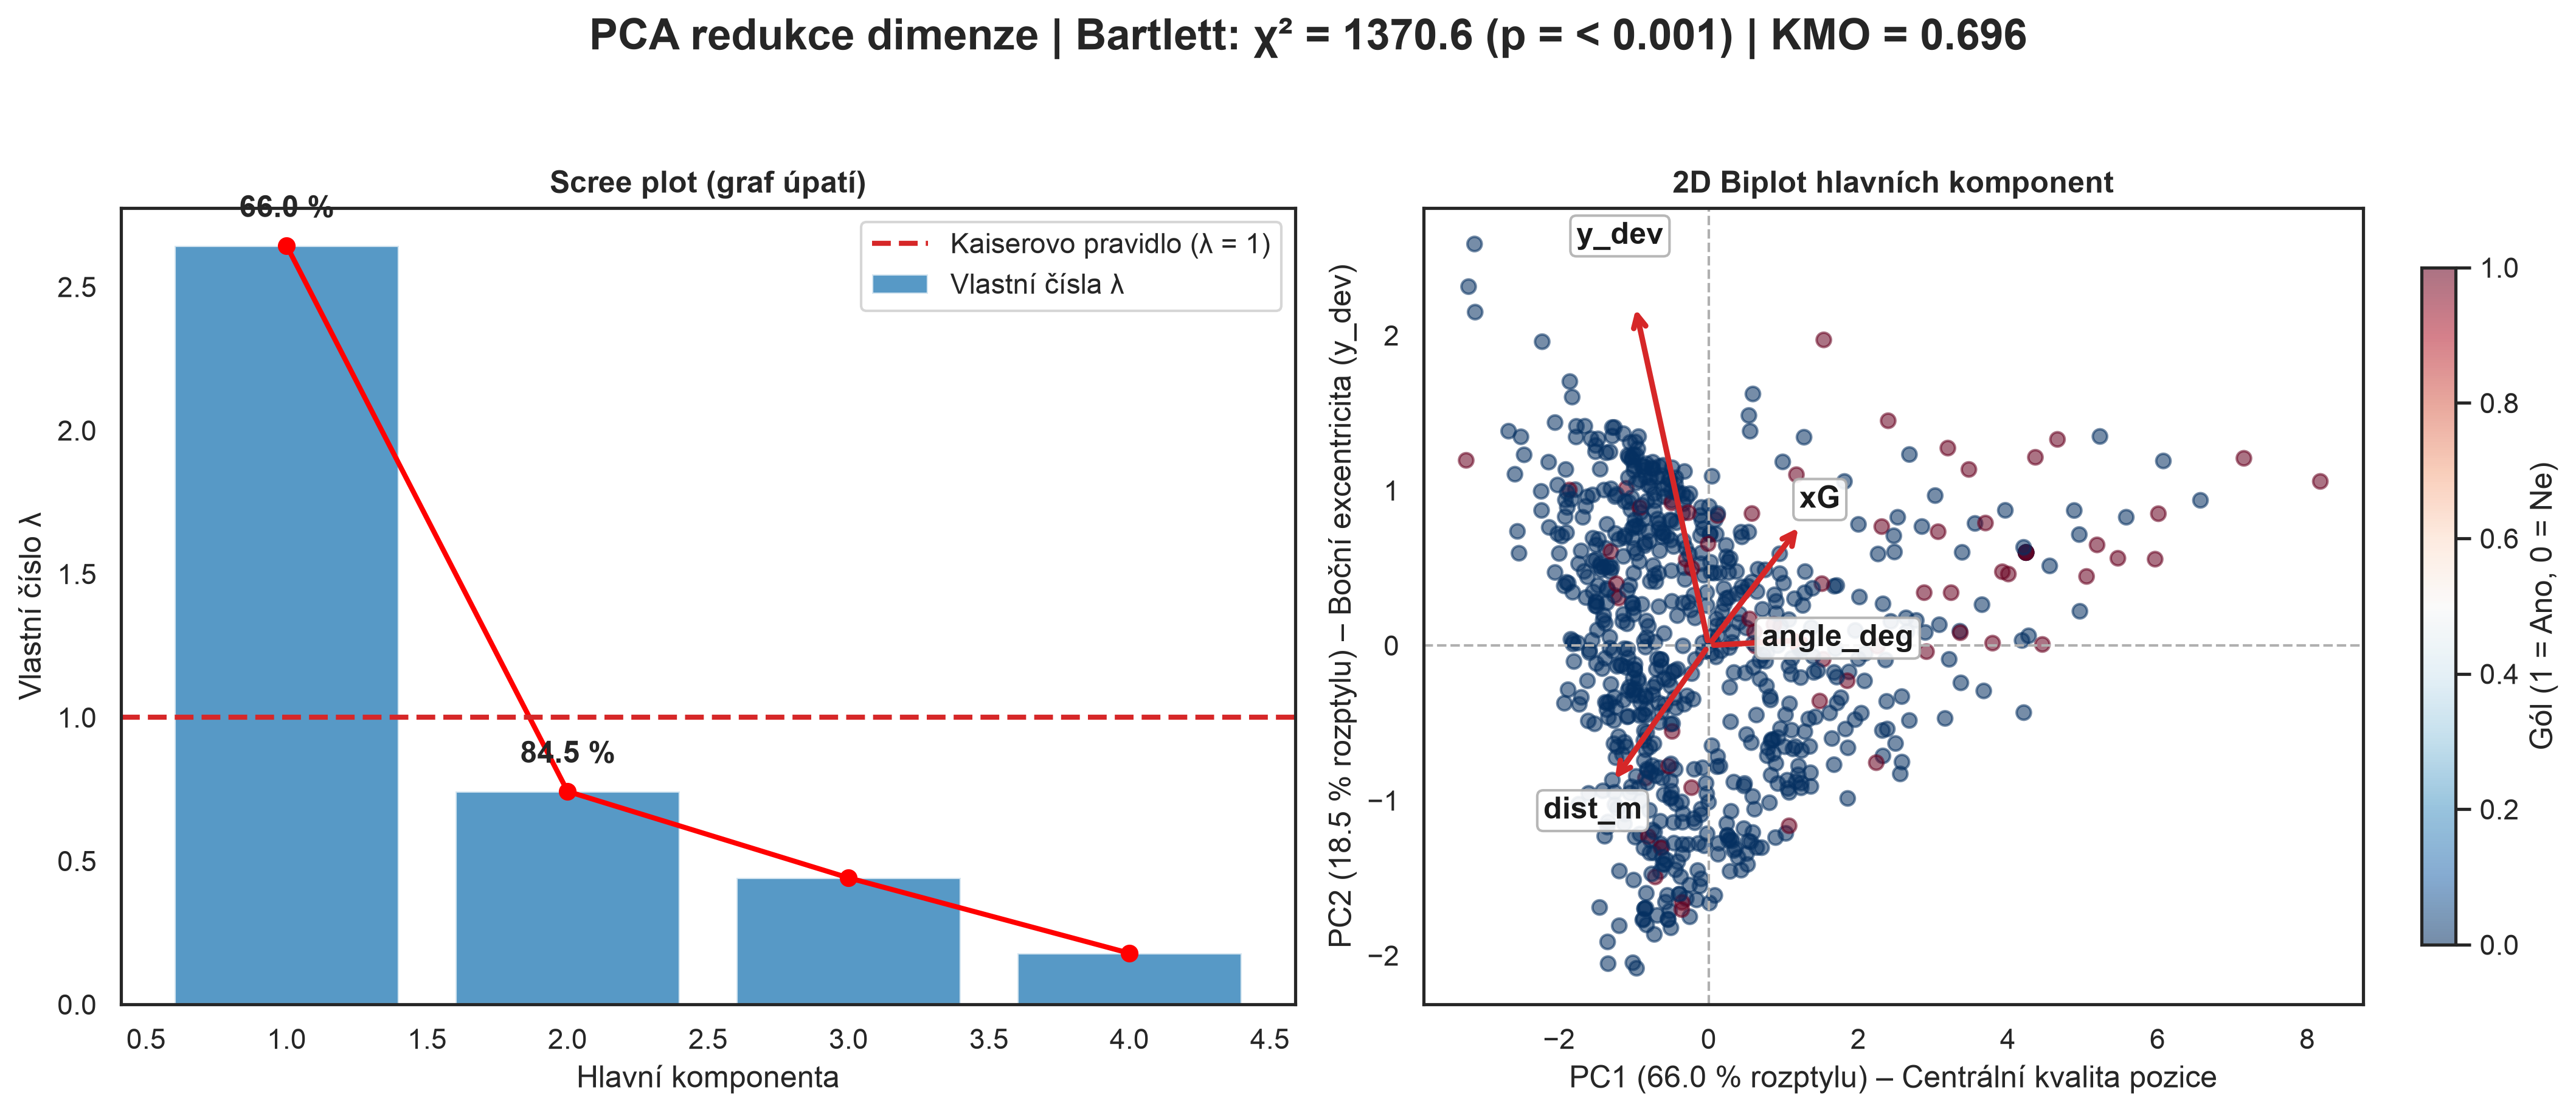 PCA redukce dimenze | Bartlett: χ² = 1370.6 (p = < 0.001) | KMO = 0.696
Scree plot (graf úpatí)
66.0 %
84.5 %
Kaiserovo pravidlo (λ = 1)
Vlastní čísla λ
Vlastní číslo λ
2.5
2.0
1.5
1.0
0.5
0.0
0.5 1.0 1.5 2.0 2.5 3.0 3.5 4.0 4.5
Hlavní komponenta
2D Biplot hlavních komponent
y_dev
xG
angle_deg
dist_m
PC2 (18.5 % rozptylu) – Boční excentricita (y_dev)
2
1
0
−1
−2
−2 0 2 4 6 8
PC1 (66.0 % rozptylu) – Centrální kvalita pozice
1.0
0.8
0.6
0.4
0.2
0.0
Gól (1 = Ano, 0 = Ne)